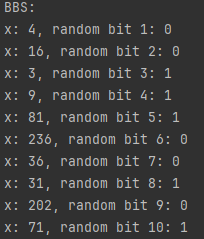 BBS:
x: 4, random bit 1: 0
x: 16, random bit 2: 0
x: 3, random bit 3: 1
x: 9, random bit 4: 1
x: 81, random bit 5: 1
x: 236, random bit 6: 0
x: 36, random bit 7: 0
x: 31, random bit 8: 1
x: 202, random bit 9: 0
x: 71, random bit 10: 1